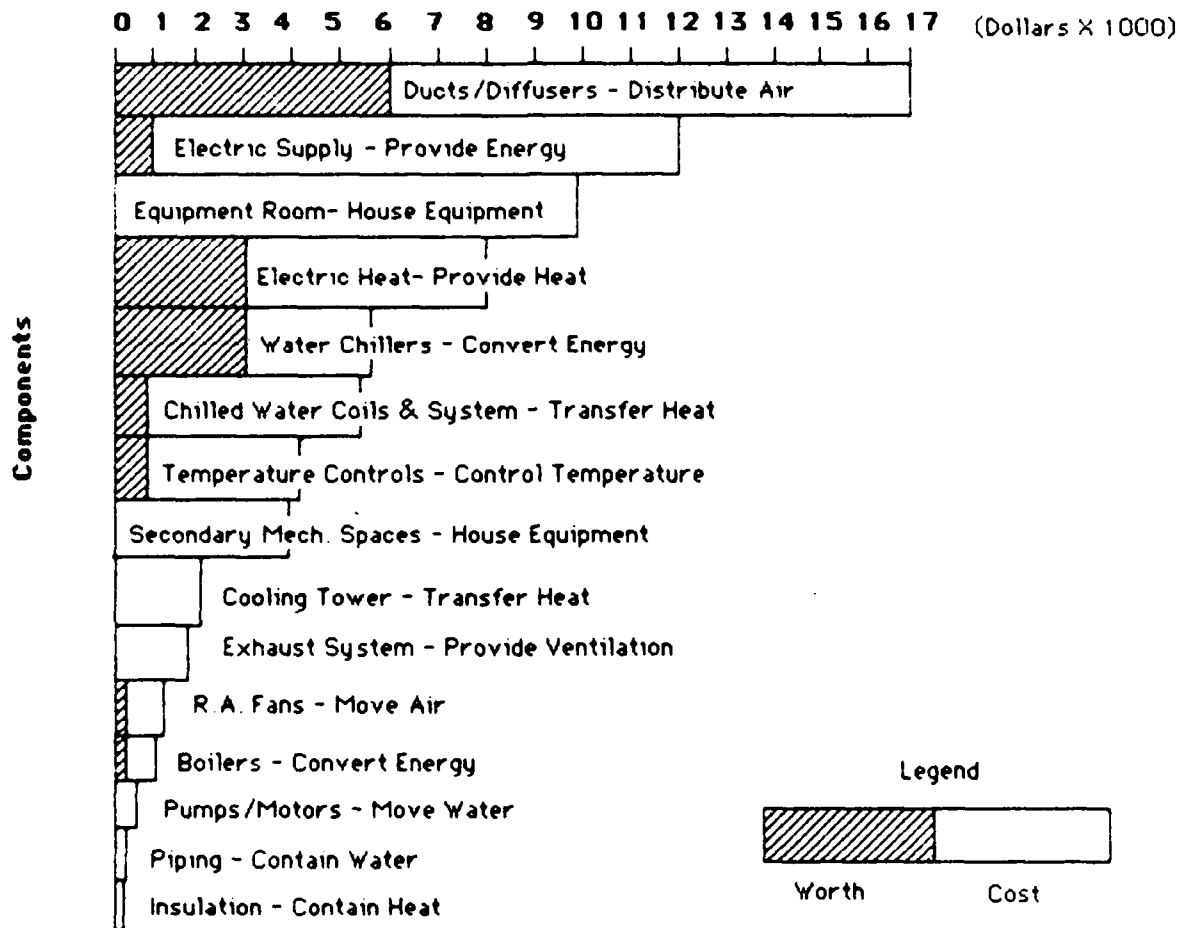 0 1 2 3 4 5 6 7 8 9 10 11 12 13 14 15 16 17 (Dollars X 1000)
Components
Ducts/Diffusers - Distribute Air
Electric Supply - Provide Energy
Equipment Room- House Equipment
Electric Heat- Provide Heat
Water Chillers - Convert Energy
Chilled Water Coils & System - Transfer Heat
Temperature Controls - Control Temperature
Secondary Mech. Spaces - House Equipment
Cooling Tower - Transfer Heat
Exhaust System - Provide Ventilation
R.A. Fans - Move Air
Boilers - Convert Energy
Pumps/Motors - Move Water
Piping - Contain Water
Insulation - Contain Heat
Legend
Worth Cost